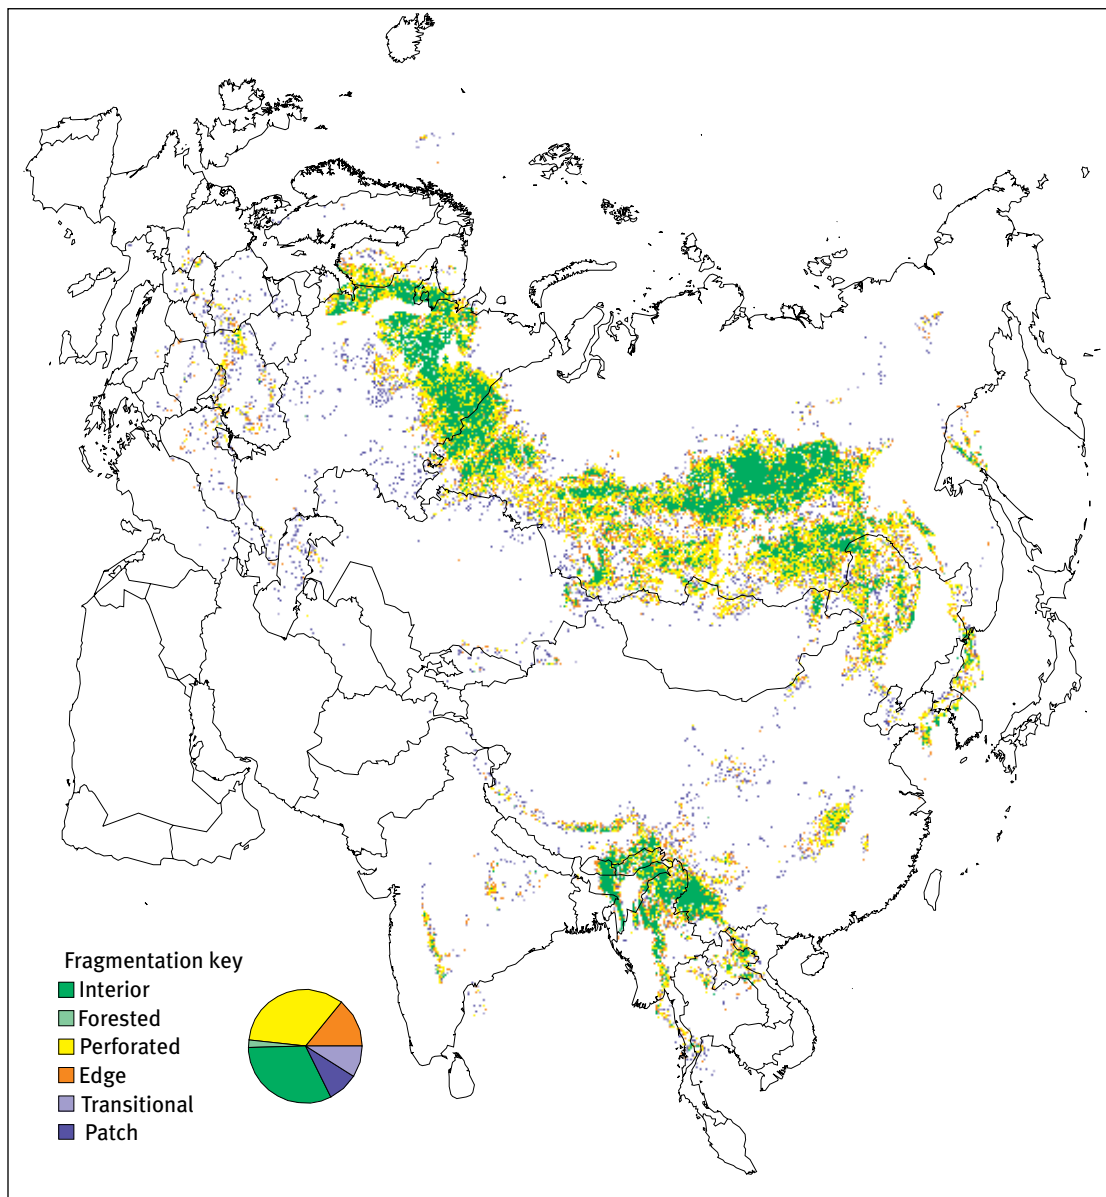 Fragmentation key
Interior
Forested
Perforated
Edge
Transitional
Patch